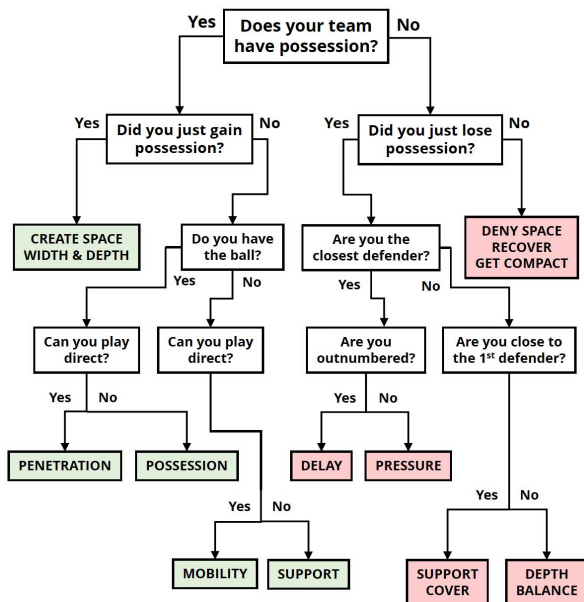 Does your team
have possession?
Yes
No
Did you just gain
possession?
Yes
No
Did you just lose
possession?
Yes
No
CREATE SPACE
WIDTH & DEPTH
Do you have
the ball?
Yes
No
Are you the
closest defender?
Yes
No
DENY SPACE
RECOVER
GET COMPACT
Can you play
direct?
Yes
No
Can you play
direct?
Are you
outnumbered?
Yes
No
Are you close to
the 1st defender?
PENETRATION
POSSESSION
DELAY
PRESSURE
Yes
No
Yes
No
MOBILITY
SUPPORT
SUPPORT
COVER
DEPTH
BALANCE